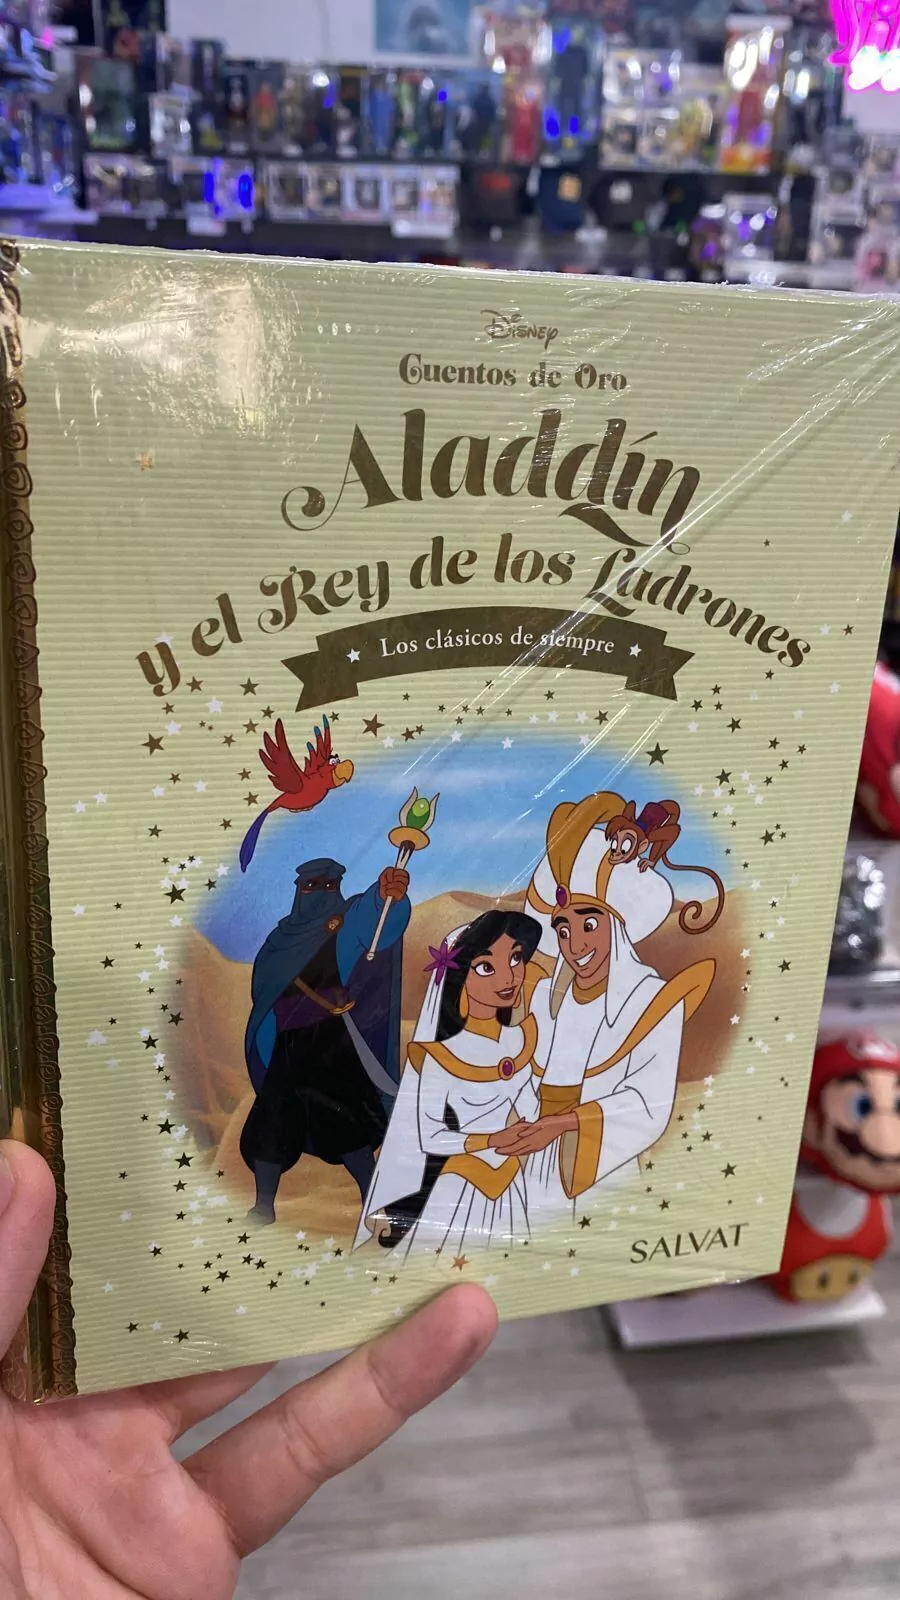 Disney
Cuentos de Oro
Aladdín
y el Rey de los Ladrones
Los clásicos de siempre
SALVAT